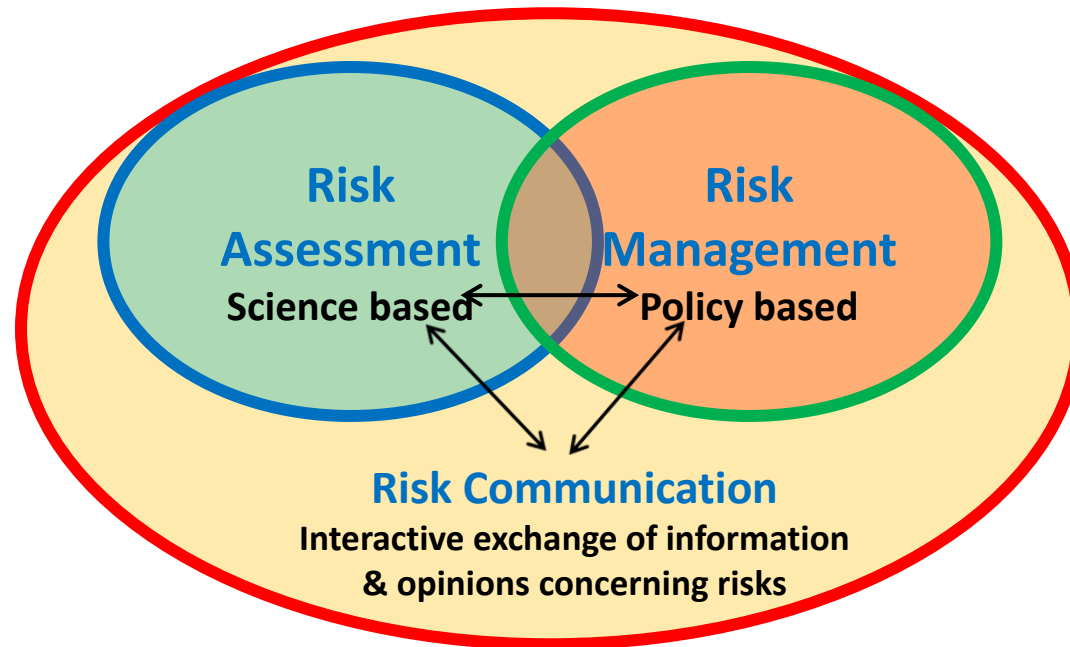 Risk
Assessment
Science based
Risk
Management
Policy based
Risk Communication
Interactive exchange of information
& opinions concerning risks